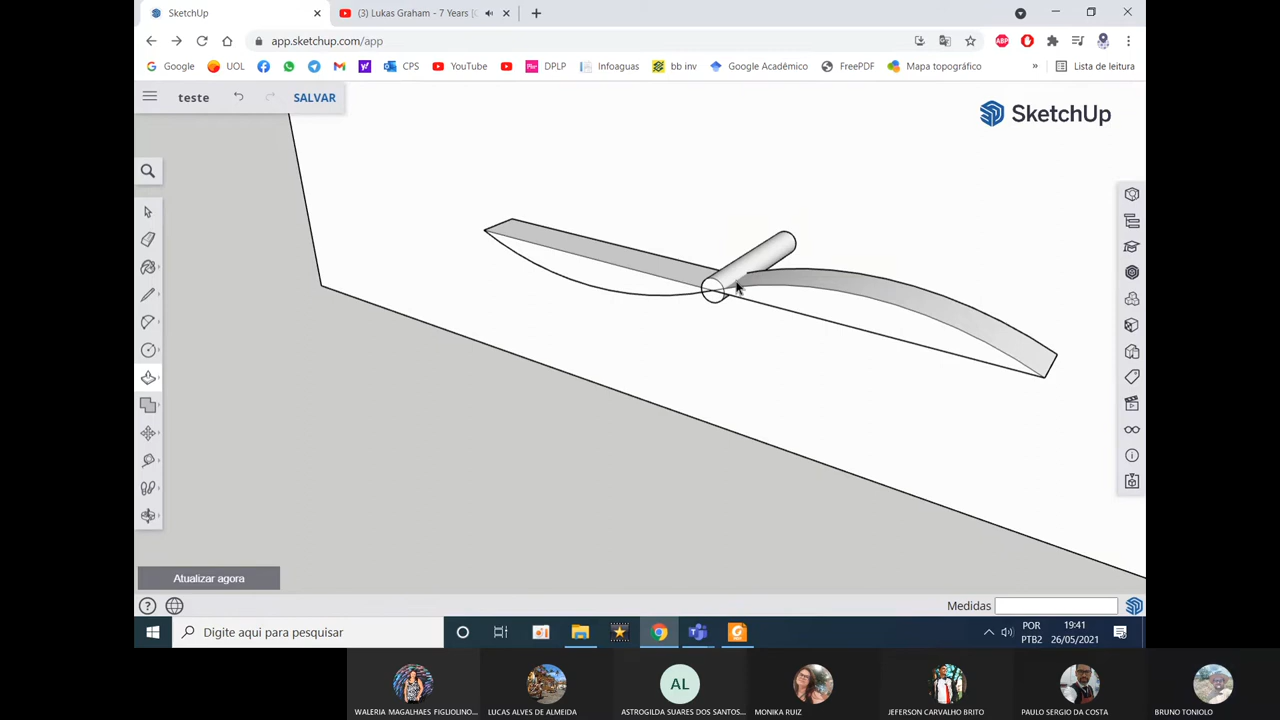 SketchUp
(3) Lukas Graham - 7 Years [
app.sketchup.com/app
ABP
Google
UOL
CPS
YouTube
DPLP
Infoaguas
bb inv
Google Acadêmico
FreePDF
Mapa topográfico
»
Lista de leitura
teste
SALVAR
SketchUp
Atualizar agora
Medidas
Digite aqui para pesquisar
POR
PTB2
19:41
26/05/2021
AL
WALERIA MAGALHAES FIGLIOLINO...
LUCAS ALVES DE ALMEIDA
ASTROGILDA SUARES DOS SANTOS...
MONIKA RUIZ
JEFERSON CARVALHO BRITO
PAULO SERGIO DA COSTA
BRUNO TONIOLO